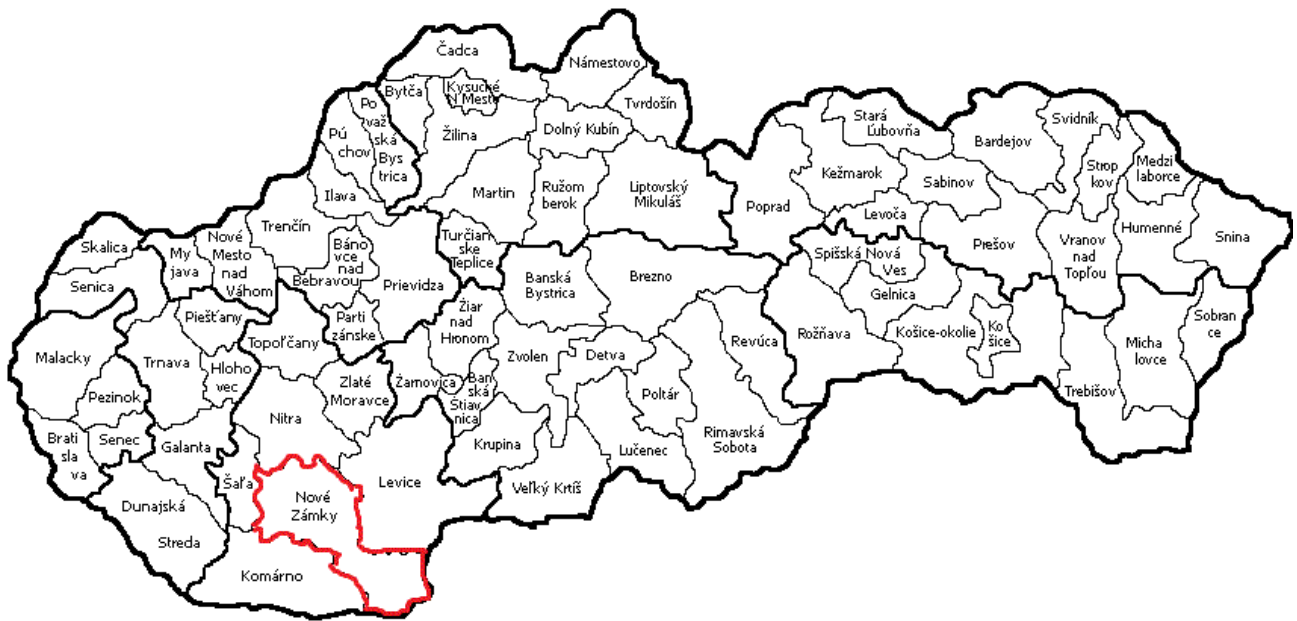 Čadca
Námestovo
Bytča
Kysucké
N Mesto
Tvrdošín
Po
važ
ská
Bys
trica
Pú
chov
Žilina
Dolný Kubín
Stará
Ľubovňa
Svidník
Bardejov
Strop
kov
Medzi
laborce
Ilava
Martin
Ružom
berok
Liptovský
Mikuláš
Kežmarok
Sabinov
Poprad
Levoča
Trenčín
Turčian
ske
Teplice
Prešov
Vranov
nad
Topľou
Humenné
Snina
Skalica
My
java
Nové
Mesto
nad
Váhom
Báno
vce nad
Bebravou
Prievidza
Banská
Bystrica
Brezno
Spišská Nová
Ves
Gelnica
Senica
Piešťany
Parti
zánske
Žiar
nad
Hronom
Revúca
Rožňava
Košice-okolie
Ko
šice
Sobran
ce
Malacky
Trnava
Topoľčany
Hloho
vec
Zvolen
Detva
Micha
lovce
Pezinok
Zlaté
Moravce
Žarnovica
Ban
ská
Štiav
nica
Poltár
Trebišov
Nitra
Brati
sla
va
Senec
Galanta
Krupina
Lučenec
Rimavská
Sobota
Šaľa
Levice
Veľký Krtíš
Nové
Zámky
Dunajská
Streda
Komárno